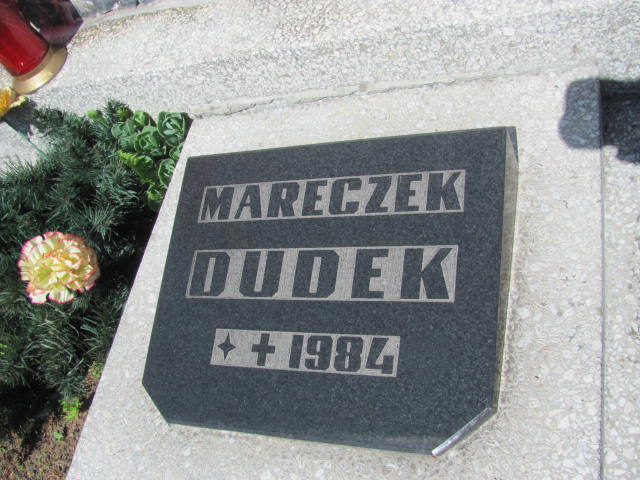 MARECZEK
DUDEK
✦ ✝ 1984